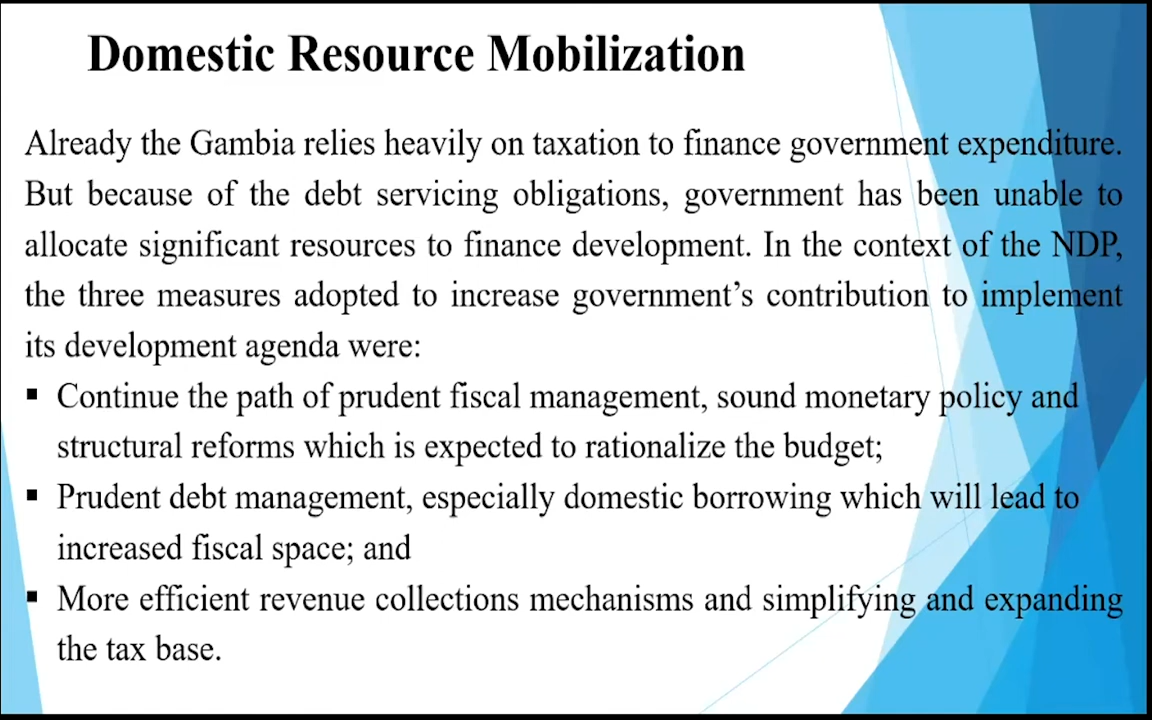 Domestic Resource Mobilization
Already the Gambia relies heavily on taxation to finance government expenditure.
But because of the debt servicing obligations, government has been unable to
allocate significant resources to finance development. In the context of the NDP,
the three measures adopted to increase government’s contribution to implement
its development agenda were:
▪ Continue the path of prudent fiscal management, sound monetary policy and
structural reforms which is expected to rationalize the budget;
▪ Prudent debt management, especially domestic borrowing which will lead to
increased fiscal space; and
▪ More efficient revenue collections mechanisms and simplifying and expanding
the tax base.